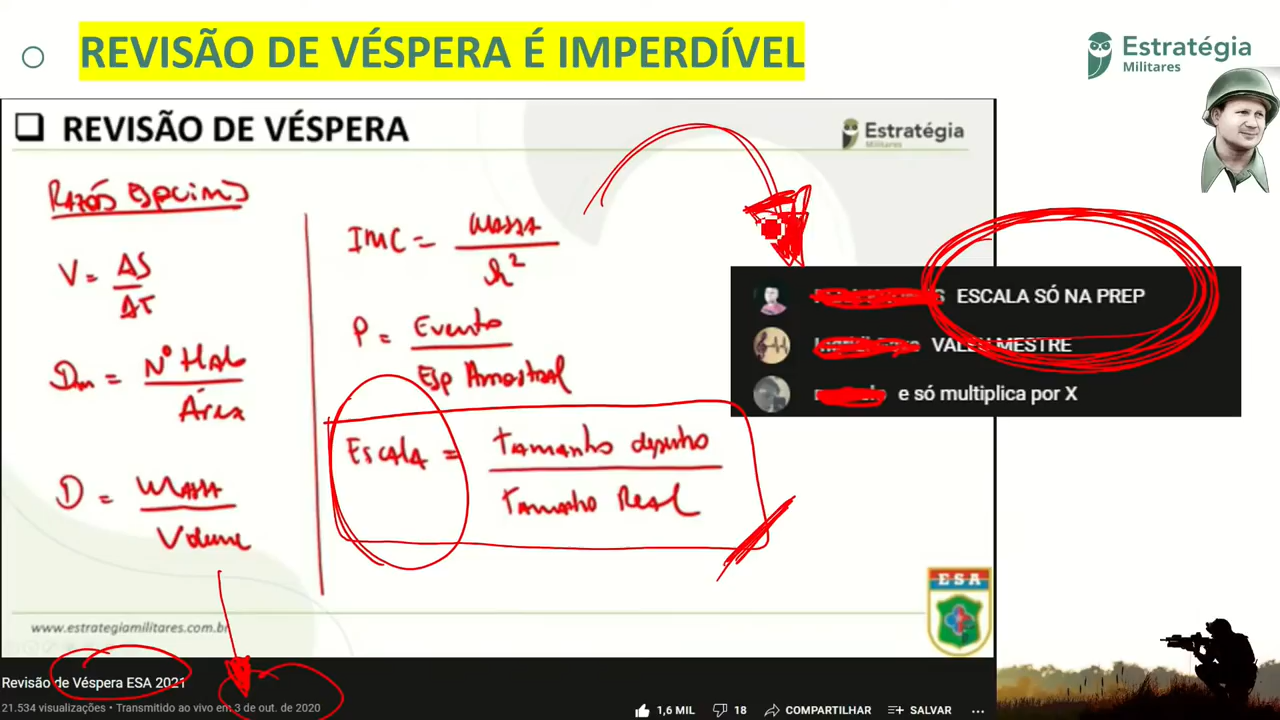 REVISÃO DE VÉSPERA É IMPERDÍVEL
Estratégia
Militares
REVISÃO DE VÉSPERA
Estratégia
Militares
V = ΔS
ΔT
Dm = Nº Hab
Área
D = Massa
Volume
IMC = Massa
h²
P = Evento
Esp Amostral
Escala = Tamanho desenho
Tamanho Real
S ESCALA SÓ NA PREP
VALEU MESTRE
e só multiplica por X
ESA
www.estrategiamilitares.com.br
Revisão de Véspera ESA 2021
21.534 visualizações • Transmitido ao vivo em 3 de out. de 2020
1,6 MIL
18
COMPARTILHAR
SALVAR